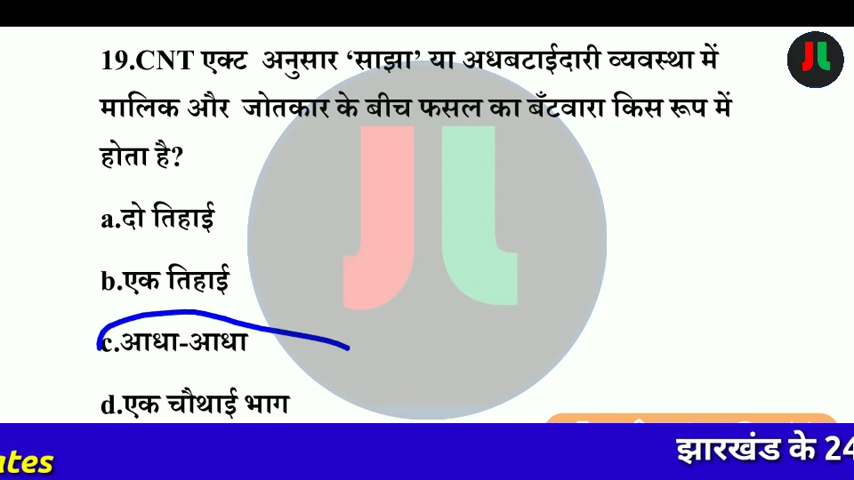 19.CNT एक्ट अनुसार ‘साझा’ या अधबटाईदारी व्यवस्था में
मालिक और जोतकार के बीच फसल का बँटवारा किस रूप में
होता है?
a.दो तिहाई
b.एक तिहाई
c.आधा-आधा
d.एक चौथाई भाग
ates झारखंड के 24